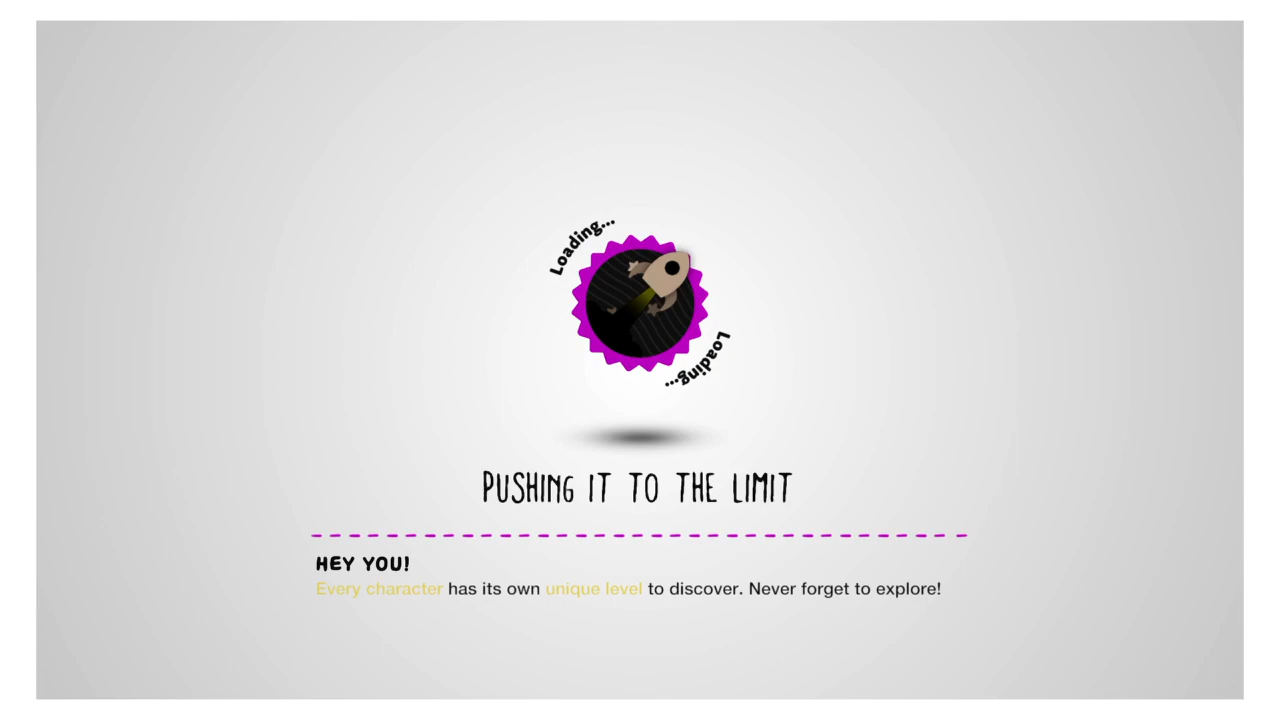 Loading...
Loading...
PUSHING IT TO THE LIMIT
HEY YOU!
Every character has its own unique level to discover. Never forget to explore!